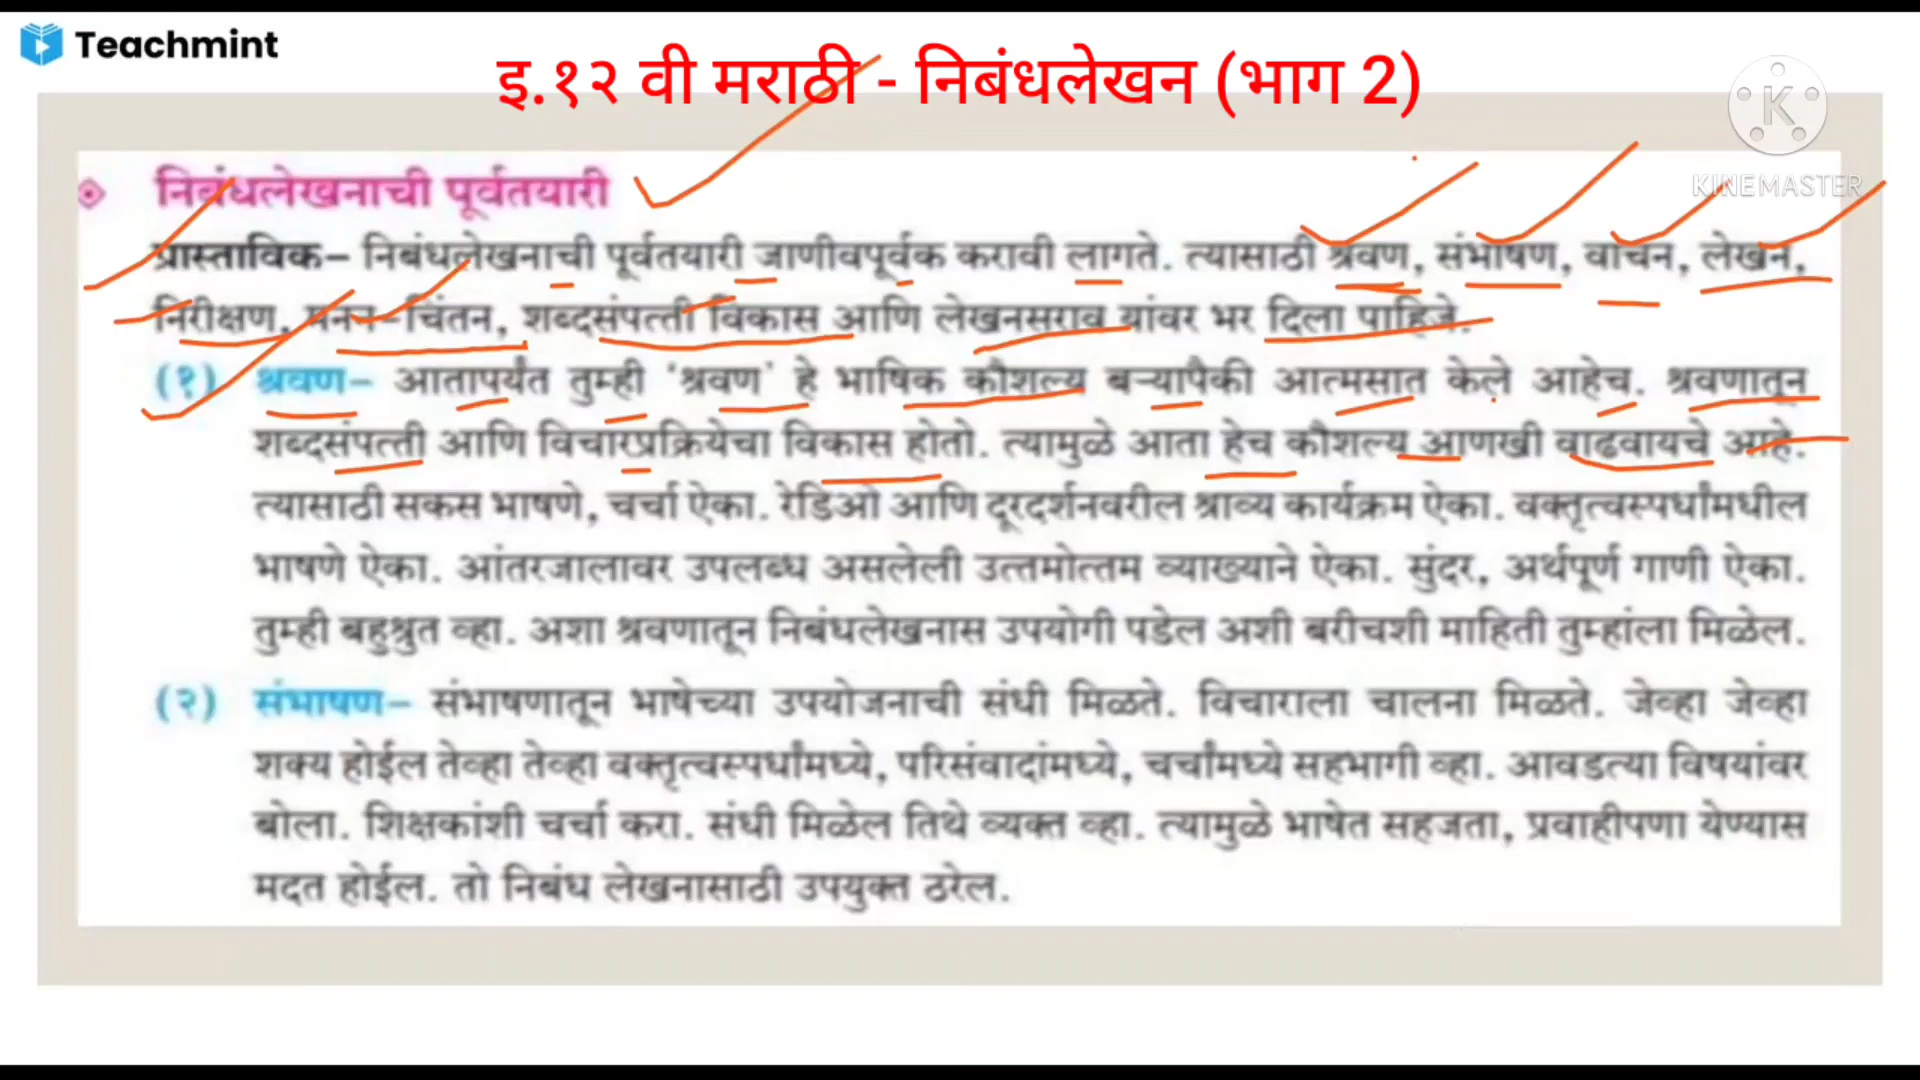 Teachmint
इ.१२ वी मराठी - निबंधलेखन (भाग 2)
KINEMASTER
निबंधलेखनाची पूर्वतयारी
प्रास्ताविक– निबंधलेखनाची पूर्वतयारी जाणीवपूर्वक करावी लागते. त्यासाठी श्रवण, संभाषण, वाचन, लेखन,
निरीक्षण, मनन–चिंतन, शब्दसंपत्ती विकास आणि लेखनसराव यांवर भर दिला पाहिजे.
(१) श्रवण– आतापर्यंत तुम्ही ‘श्रवण’ हे भाषिक कौशल्य बऱ्यापैकी आत्मसात केले आहेच. श्रवणातून
शब्दसंपत्ती आणि विचारप्रक्रियेचा विकास होतो. त्यामुळे आता हेच कौशल्य आणखी वाढवायचे आहे.
त्यासाठी सकस भाषणे, चर्चा ऐका. रेडिओ आणि दूरदर्शनवरील श्राव्य कार्यक्रम ऐका. वक्तृत्वस्पर्धांमधील
भाषणे ऐका. आंतरजालावर उपलब्ध असलेली उत्तमोत्तम व्याख्याने ऐका. सुंदर, अर्थपूर्ण गाणी ऐका.
तुम्ही बहुश्रुत व्हा. अशा श्रवणातून निबंधलेखनास उपयोगी पडेल अशी बरीचशी माहिती तुम्हांला मिळेल.
(२) संभाषण– संभाषणातून भाषेच्या उपयोजनाची संधी मिळते. विचाराला चालना मिळते. जेव्हा जेव्हा
शक्य होईल तेव्हा तेव्हा वक्तृत्वस्पर्धांमध्ये, परिसंवादांमध्ये, चर्चांमध्ये सहभागी व्हा. आवडत्या विषयांवर
बोला. शिक्षकांशी चर्चा करा. संधी मिळेल तिथे व्यक्त व्हा. त्यामुळे भाषेत सहजता, प्रवाहीपणा येण्यास
मदत होईल. तो निबंध लेखनासाठी उपयुक्त ठरेल.